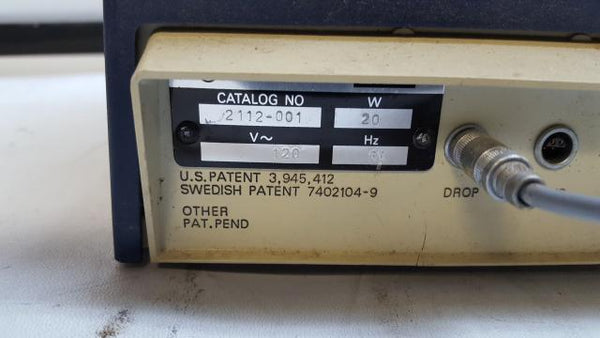 CATALOG NO W
2112-001 20
V~ Hz
120
U.S.PATENT 3,945,412
SWEDISH PATENT 7402104-9
DROP
OTHER
PAT.PEND